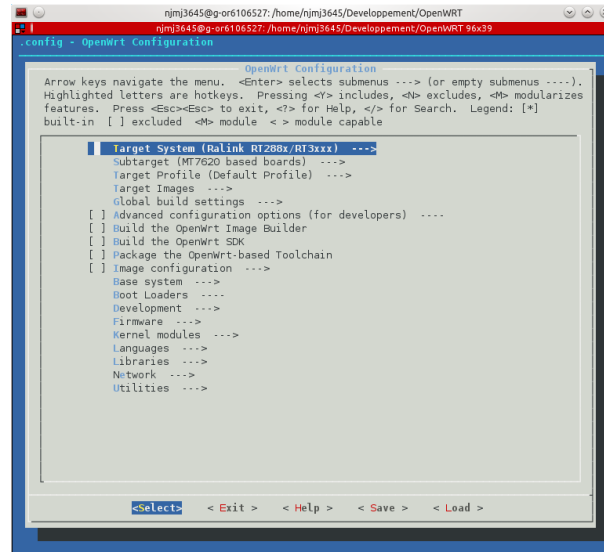 njmj3645@g-or6106527: /home/njmj3645/Developpement/OpenWRT
njmj3645@g-or6106527: /home/njmj3645/Developpement/OpenWRT 96x39
.config - OpenWrt Configuration
OpenWrt Configuration
Arrow keys navigate the menu. <Enter> selects submenus ---> (or empty submenus ----).
Highlighted letters are hotkeys. Pressing <Y> includes, <N> excludes, <M> modularizes
features. Press <Esc><Esc> to exit, <?> for Help, </> for Search. Legend: [*]
built-in [ ] excluded <M> module < > module capable
Target System (Ralink RT288x/RT3xxx) --->
Subtarget (MT7620 based boards) --->
Target Profile (Default Profile) --->
Target Images --->
Global build settings --->
[ ] Advanced configuration options (for developers) ----
[ ] Build the OpenWrt Image Builder
[ ] Build the OpenWrt SDK
[ ] Package the OpenWrt-based Toolchain
[ ] Image configuration --->
Base system --->
Boot Loaders ----
Development --->
Firmware --->
Kernel modules --->
Languages --->
Libraries --->
Network --->
Utilities --->
<Select> < Exit > < Help > < Save > < Load >